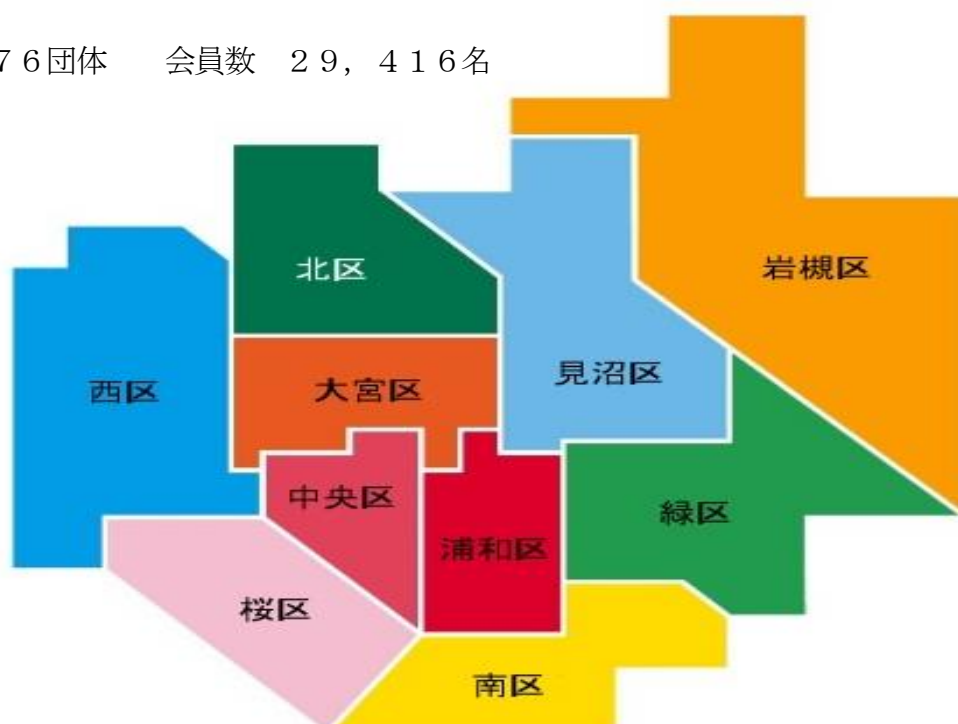 ７６団体　　会員数　２９，４１６名
北区
岩槻区
見沼区
西区
大宮区
中央区
緑区
浦和区
桜区
南区